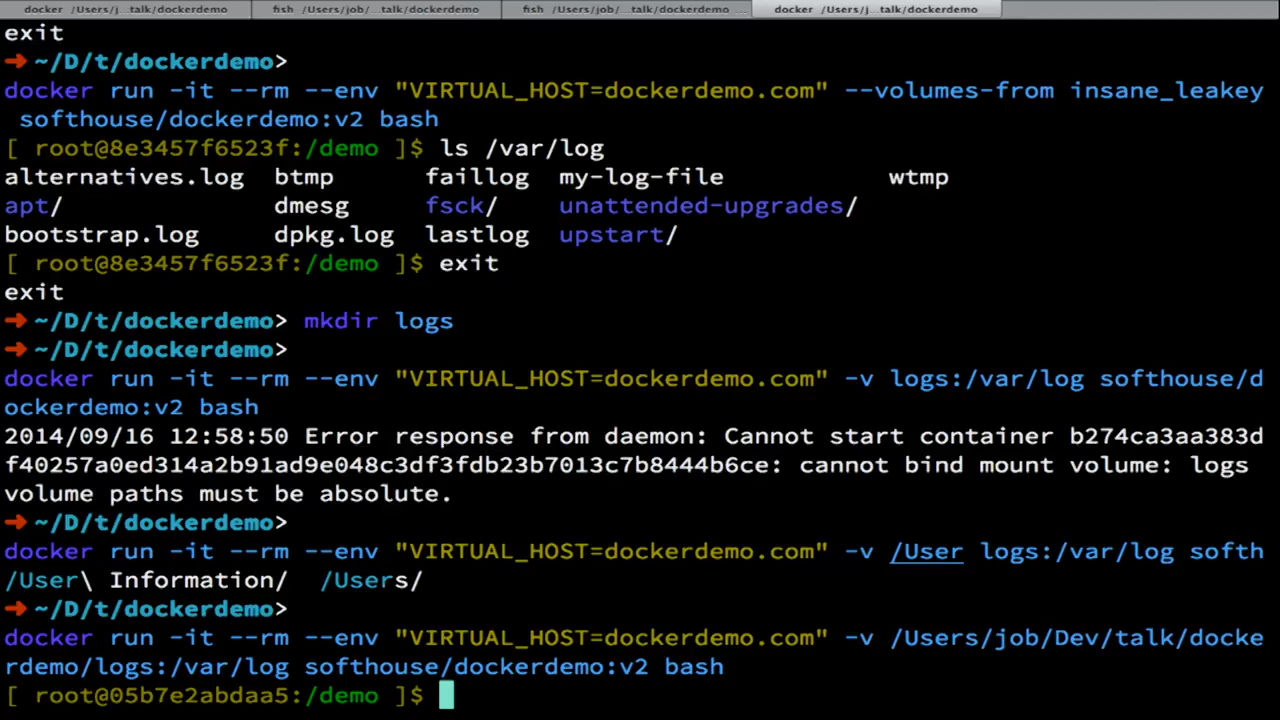 docker /Users/j...talk/dockerdemo fish /Users/job/...talk/dockerdemo fish /Users/job/...talk/dockerdemo docker /Users/j...talk/dockerdemo
exit
➜ ~/D/t/dockerdemo>
docker run -it --rm --env "VIRTUAL_HOST=dockerdemo.com" --volumes-from insane_leakey
softhouse/dockerdemo:v2 bash
[ root@8e3457f6523f:/demo ]$ ls /var/log
alternatives.log btmp faillog my-log-file wtmp
apt/ dmesg fsck/ unattended-upgrades/
bootstrap.log dpkg.log lastlog upstart/
[ root@8e3457f6523f:/demo ]$ exit
exit
➜ ~/D/t/dockerdemo> mkdir logs
➜ ~/D/t/dockerdemo>
docker run -it --rm --env "VIRTUAL_HOST=dockerdemo.com" -v logs:/var/log softhouse/d
ockerdemo:v2 bash
2014/09/16 12:58:50 Error response from daemon: Cannot start container b274ca3aa383d
f40257a0ed314a2b91ad9e048c3df3fdb23b7013c7b8444b6ce: cannot bind mount volume: logs
volume paths must be absolute.
➜ ~/D/t/dockerdemo>
docker run -it --rm --env "VIRTUAL_HOST=dockerdemo.com" -v /User logs:/var/log softh
/User\ Information/ /Users/
➜ ~/D/t/dockerdemo>
docker run -it --rm --env "VIRTUAL_HOST=dockerdemo.com" -v /Users/job/Dev/talk/docke
rdemo/logs:/var/log softhouse/dockerdemo:v2 bash
[ root@05b7e2abdaa5:/demo ]$